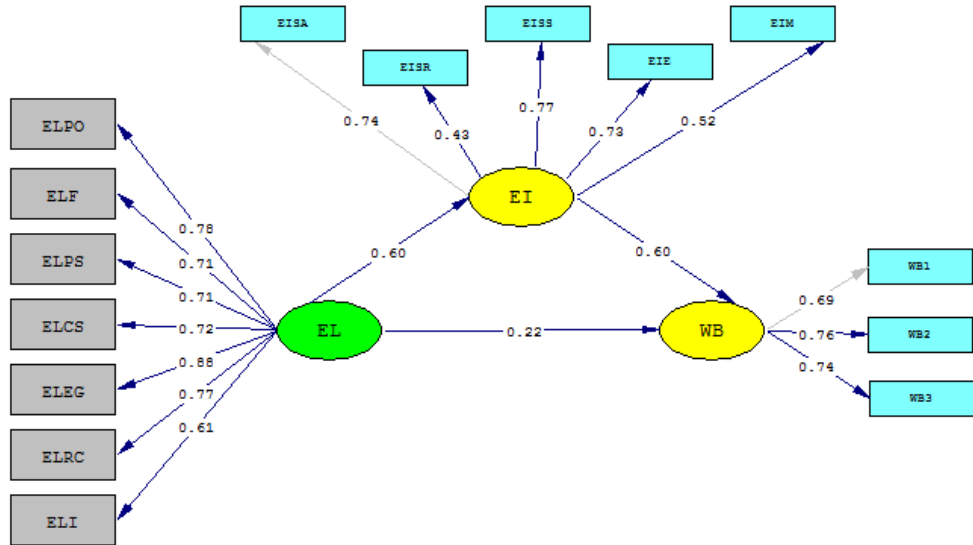 EISA
EISS
EIM
EISR
EIE
0.74
0.43
0.77
0.73
0.52
ELPO
ELF
ELPS
ELCS
ELEG
ELRC
ELI
0.78
0.71
0.71
0.72
0.88
0.77
0.61
EI
0.60
0.60
EL
0.22
WB
0.69
0.76
0.74
WB1
WB2
WB3